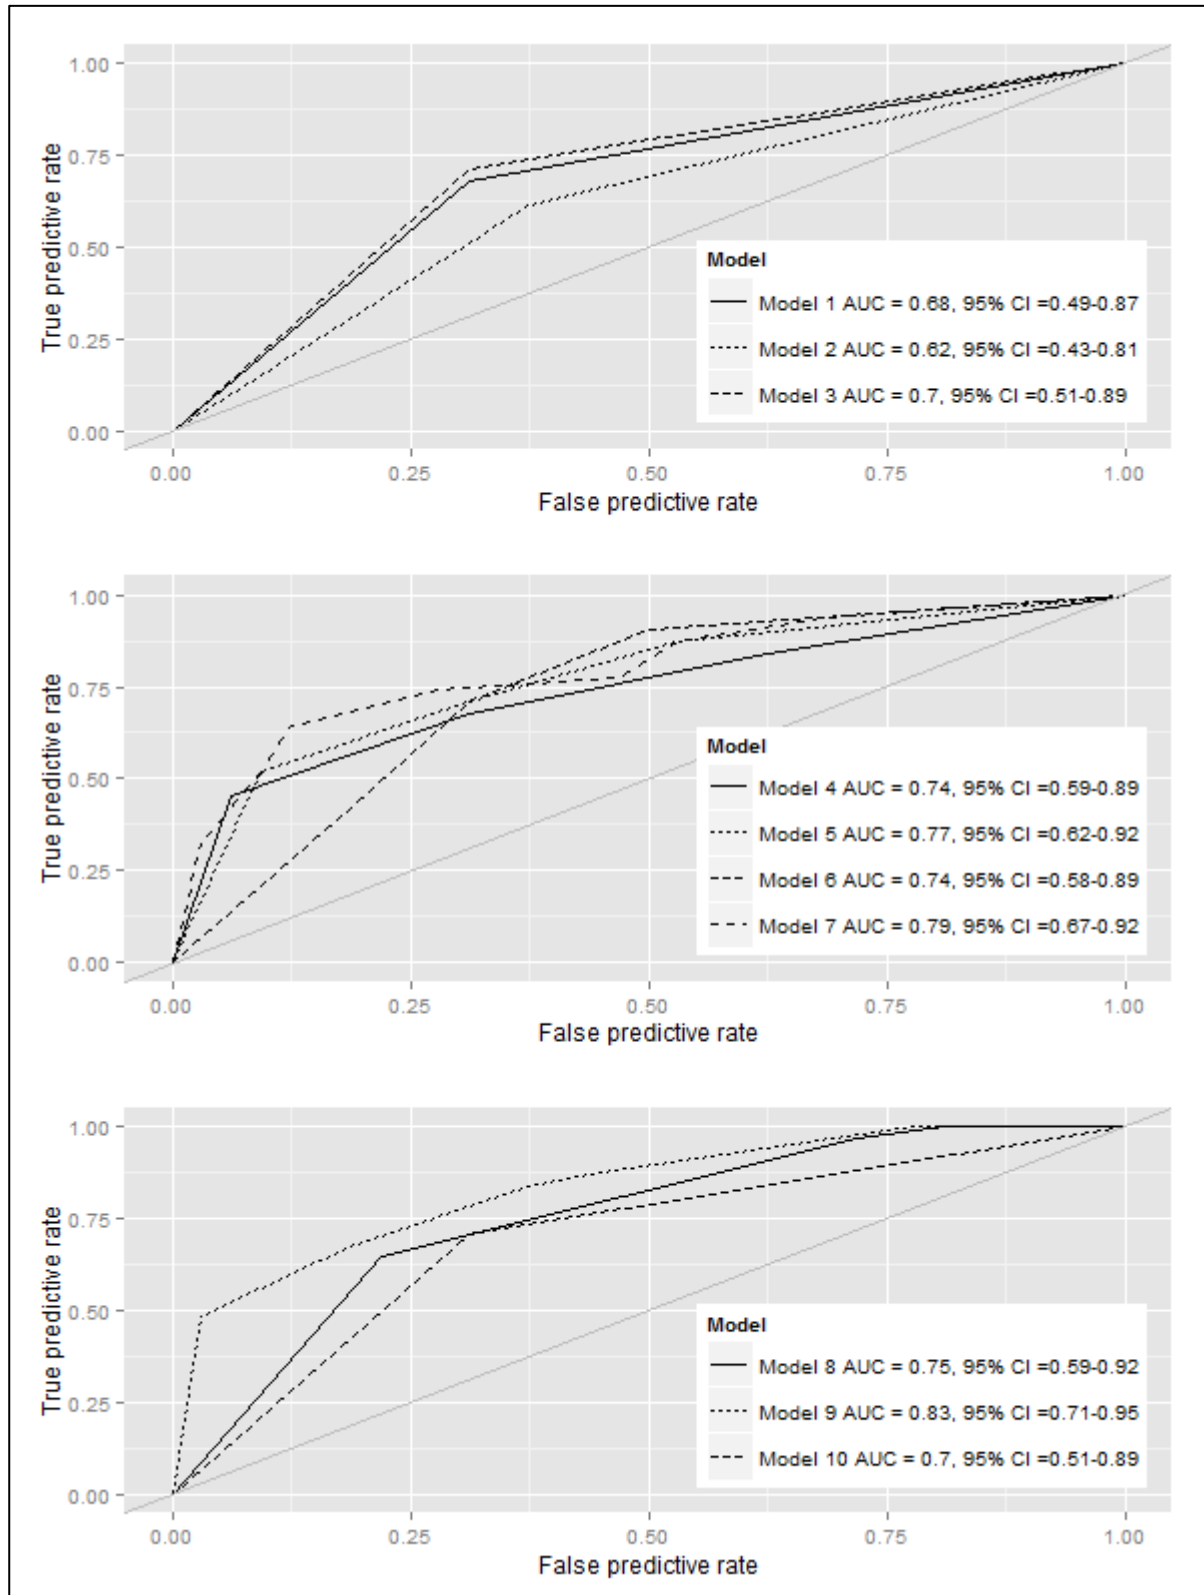 1.00
0.75
0.50
0.25
0.00
True predictive rate
Model
Model 1 AUC = 0.68, 95% CI =0.49-0.87
Model 2 AUC = 0.62, 95% CI =0.43-0.81
Model 3 AUC = 0.7, 95% CI =0.51-0.89
0.00 0.25 0.50 0.75 1.00
False predictive rate
1.00
0.75
0.50
0.25
0.00
True predictive rate
Model
Model 4 AUC = 0.74, 95% CI =0.59-0.89
Model 5 AUC = 0.77, 95% CI =0.62-0.92
Model 6 AUC = 0.74, 95% CI =0.58-0.89
Model 7 AUC = 0.79, 95% CI =0.67-0.92
0.00 0.25 0.50 0.75 1.00
False predictive rate
1.00
0.75
0.50
0.25
0.00
True predictive rate
Model
Model 8 AUC = 0.75, 95% CI =0.59-0.92
Model 9 AUC = 0.83, 95% CI =0.71-0.95
Model 10 AUC = 0.7, 95% CI =0.51-0.89
0.00 0.25 0.50 0.75 1.00
False predictive rate